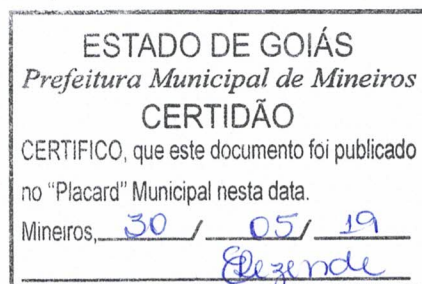 ESTADO DE GOIÁS
Prefeitura Municipal de Mineiros
CERTIDÃO
CERTIFICO, que este documento foi publicado
no “Placard” Municipal nesta data.
Mineiros, 30 / 05 / 19
Rezende